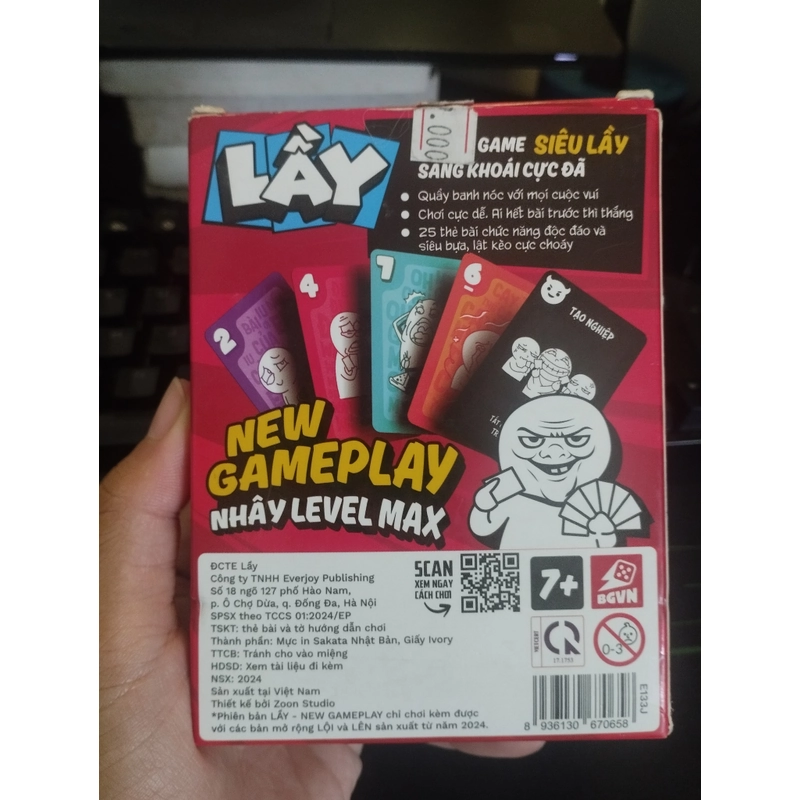 LẦY
000
GAME SIÊU LẦY
SẢNG KHOÁI CỰC ĐÃ
Quẩy banh nóc với mọi cuộc vui
Chơi cực dễ. Ai hết bài trước thì thắng
25 thẻ bài chức năng độc đáo và
siêu bựa, lật kèo cực choáy
2
4
7
6
TẠO NGHIỆP
NEW
GAMEPLAY
NHÂY LEVEL MAX
ĐCTE Lầy
Công ty TNHH Everjoy Publishing
Số 18 ngõ 127 phố Hào Nam,
p. Ô Chợ Dừa, q. Đống Đa, Hà Nội
SPSX theo TCCS 01:2024/EP
TSKT: thẻ bài và tờ hướng dẫn chơi
Thành phần: Mực in Sakata Nhật Bản, Giấy Ivory
TTCB: Tránh cho vào miệng
HDSD: Xem tài liệu đi kèm
NSX: 2024
Sản xuất tại Việt Nam
Thiết kế bởi Zoon Studio
*Phiên bản LẦY - NEW GAMEPLAY chỉ chơi kèm được
với các bản mở rộng LỘI và LÊN sản xuất từ năm 2024.
SCAN
XEM NGAY
CÁCH CHƠI
7+
BGVN
CR
0-3
E133J
8 936130 670658